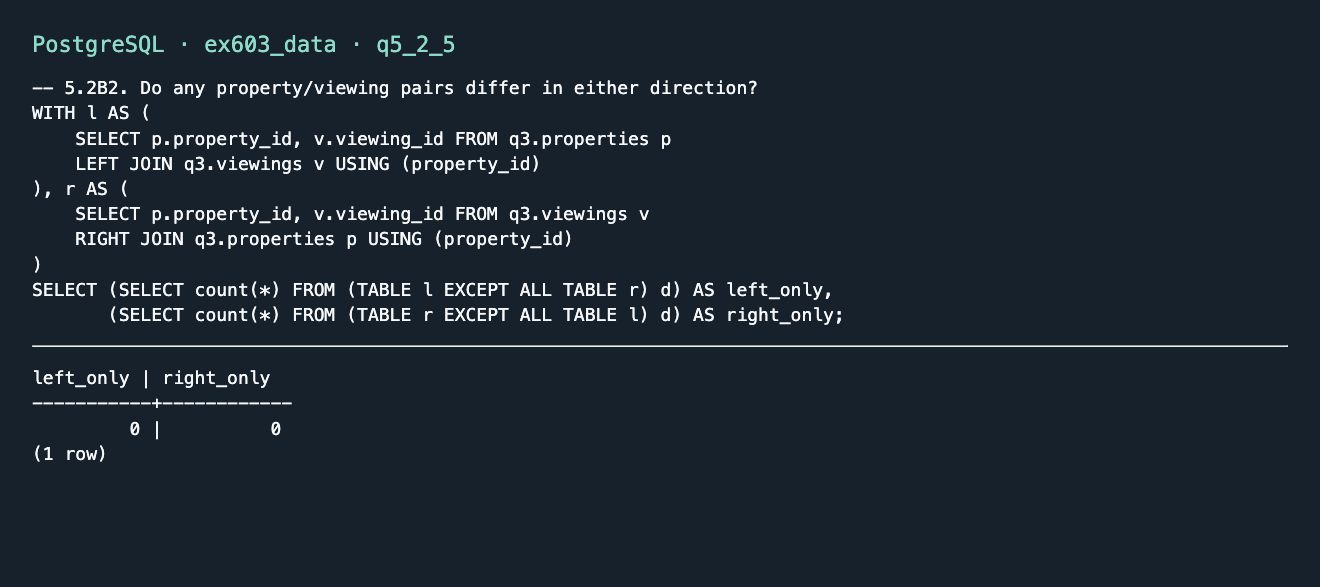 PostgreSQL · ex603_data · q5_2_5
-- 5.2B2. Do any property/viewing pairs differ in either direction?
WITH l AS (
    SELECT p.property_id, v.viewing_id FROM q3.properties p
    LEFT JOIN q3.viewings v USING (property_id)
), r AS (
    SELECT p.property_id, v.viewing_id FROM q3.viewings v
    RIGHT JOIN q3.properties p USING (property_id)
)
SELECT (SELECT count(*) FROM (TABLE l EXCEPT ALL TABLE r) d) AS left_only,
       (SELECT count(*) FROM (TABLE r EXCEPT ALL TABLE l) d) AS right_only;
left_only | right_only
-----------+------------
         0 |          0
(1 row)